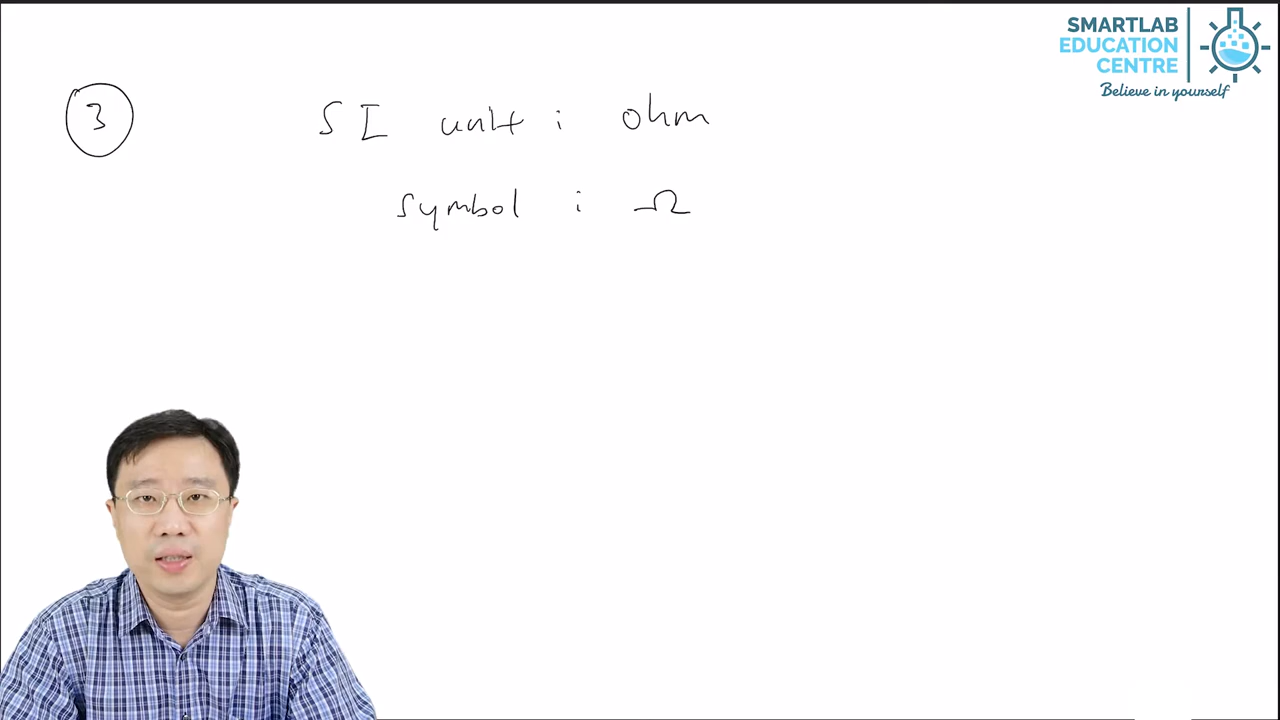 SMARTLAB
EDUCATION
CENTRE
Believe in yourself
3
SI unit : ohm
symbol : Ω